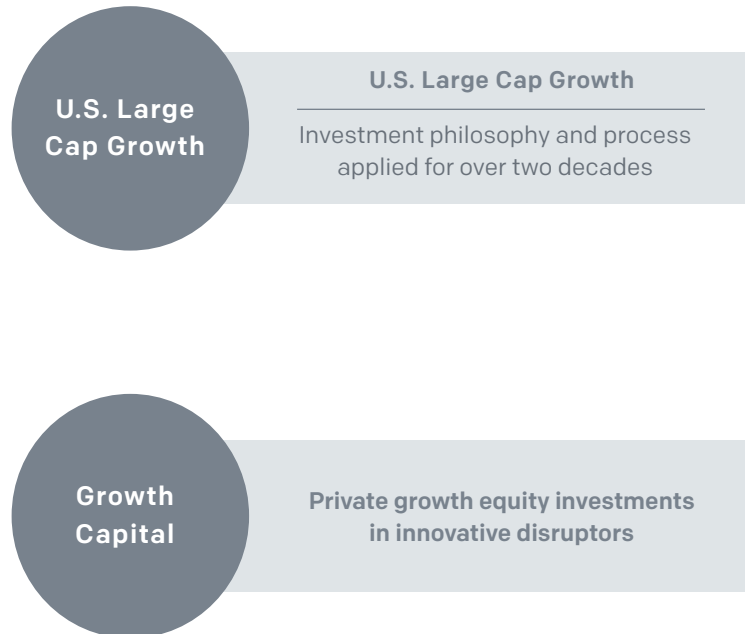 U.S. Large
Cap Growth
U.S. Large Cap Growth
Investment philosophy and process
applied for over two decades
Growth
Capital
Private growth equity investments
in innovative disruptors